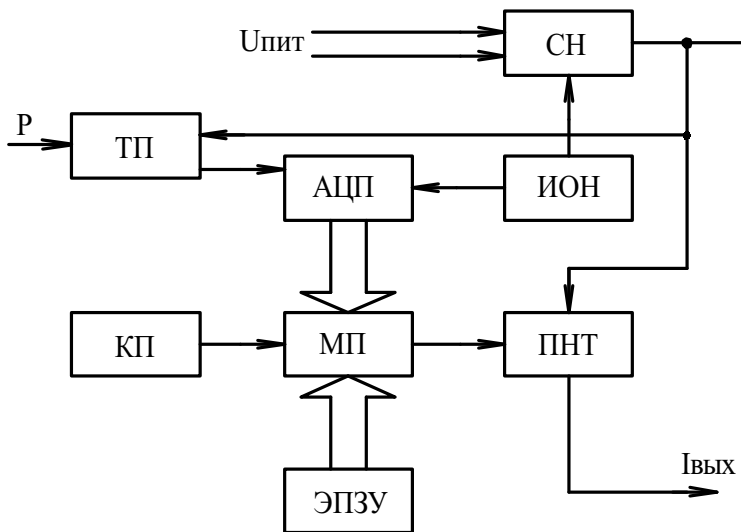 Uпит
СН
P
ТП
АЦП
ИОН
КП
МП
ПНТ
ЭПЗУ
Iвых